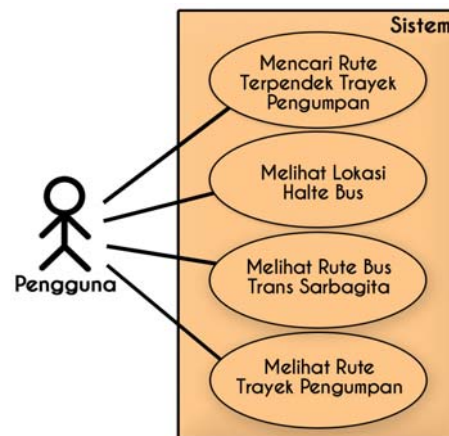 Sistem
Mencari Rute
Terpendek Trayek
Pengumpan
Melihat Lokasi
Halte Bus
Melihat Rute Bus
Trans Sarbagita
Melihat Rute
Trayek Pengumpan
Pengguna